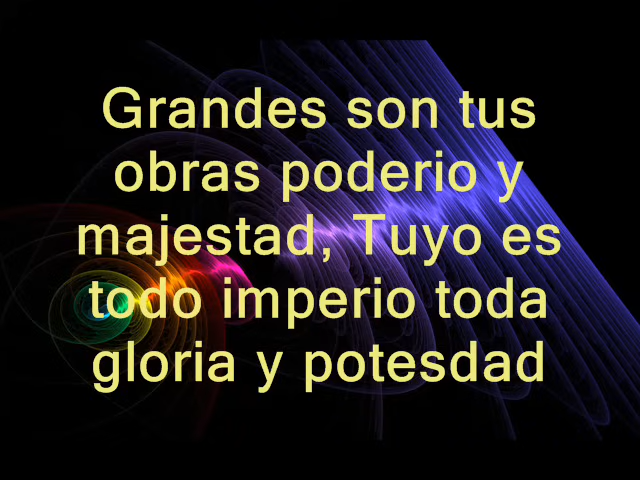 Grandes son tus
obras poderio y
majestad, Tuyo es
todo imperio toda
gloria y potesdad